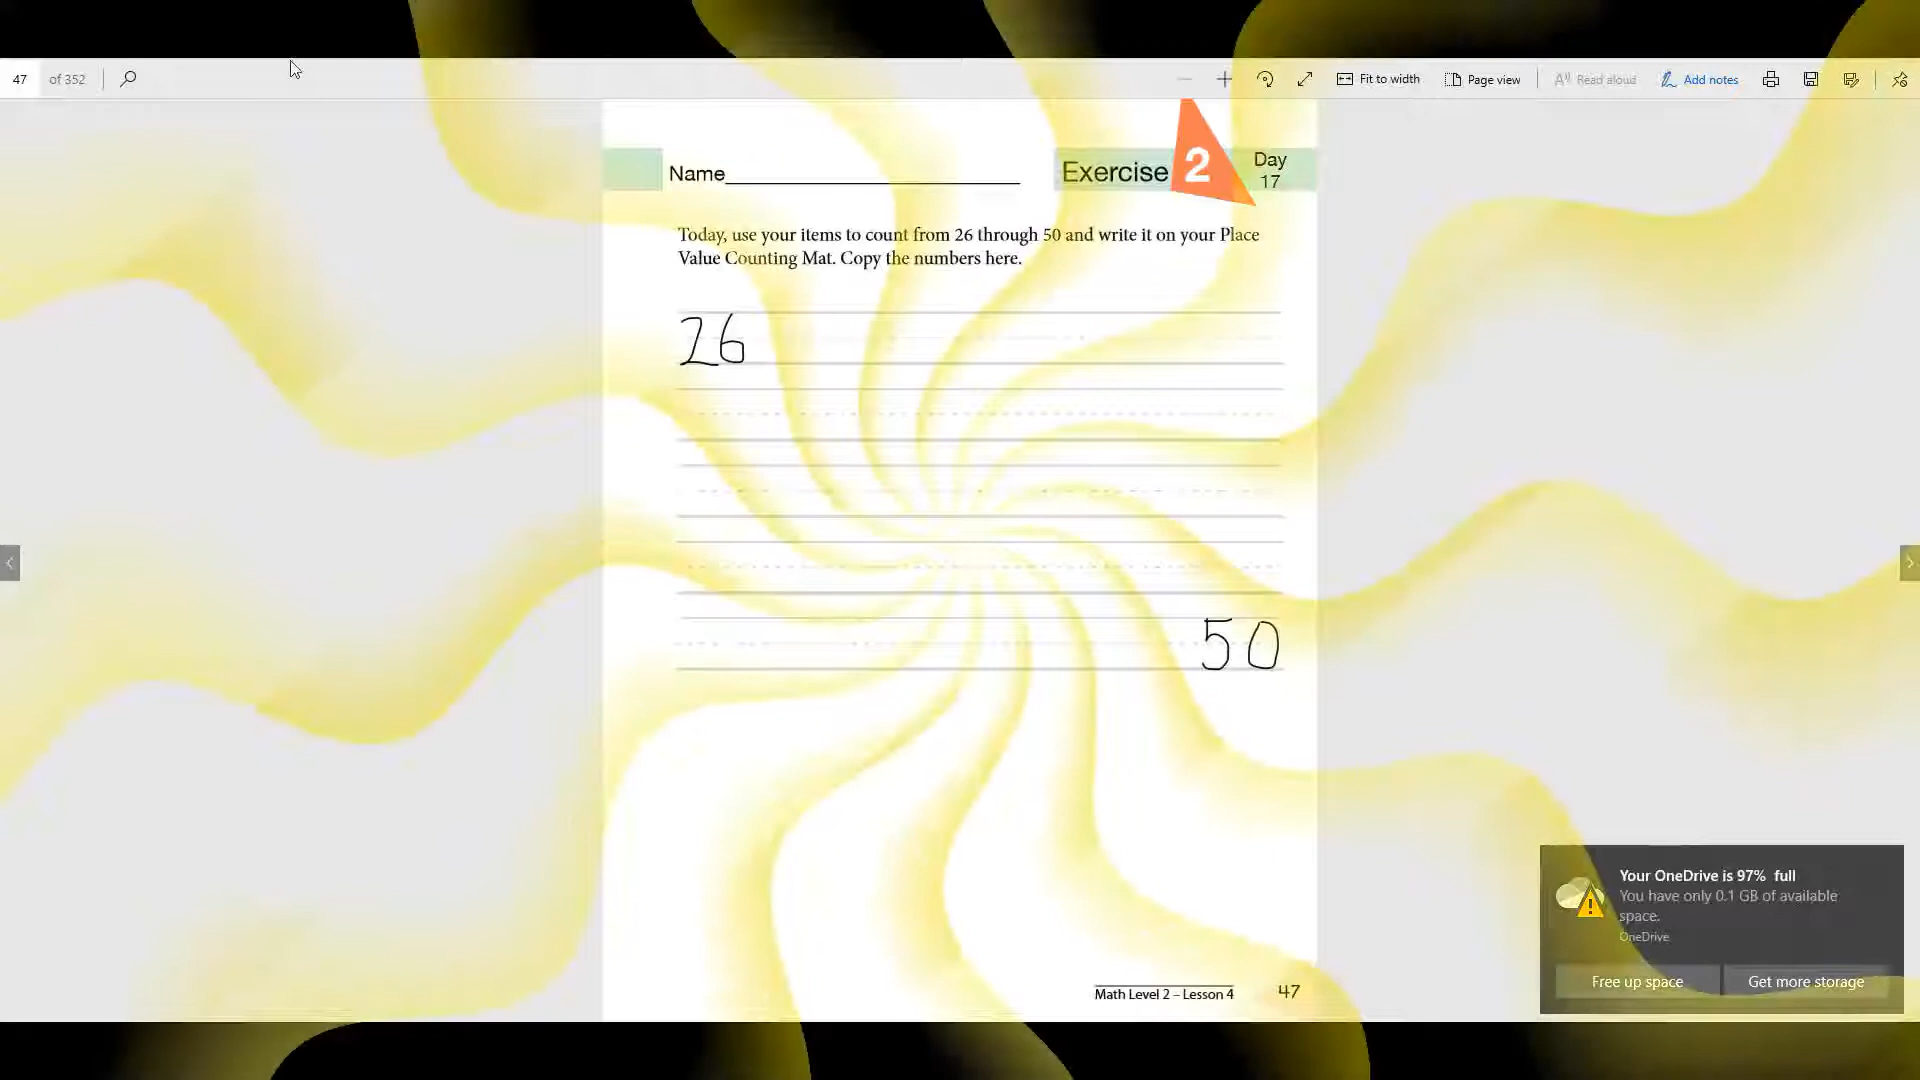 47 of 352
Fit to width
Page view
Read aloud
Add notes
Name
Exercise 2
Day
17
Today, use your items to count from 26 through 50 and write it on your Place
Value Counting Mat. Copy the numbers here.
26
50
Math Level 2 – Lesson 4 47
Your OneDrive is 97% full
You have only 0.1 GB of available
space.
OneDrive
Free up space
Get more storage